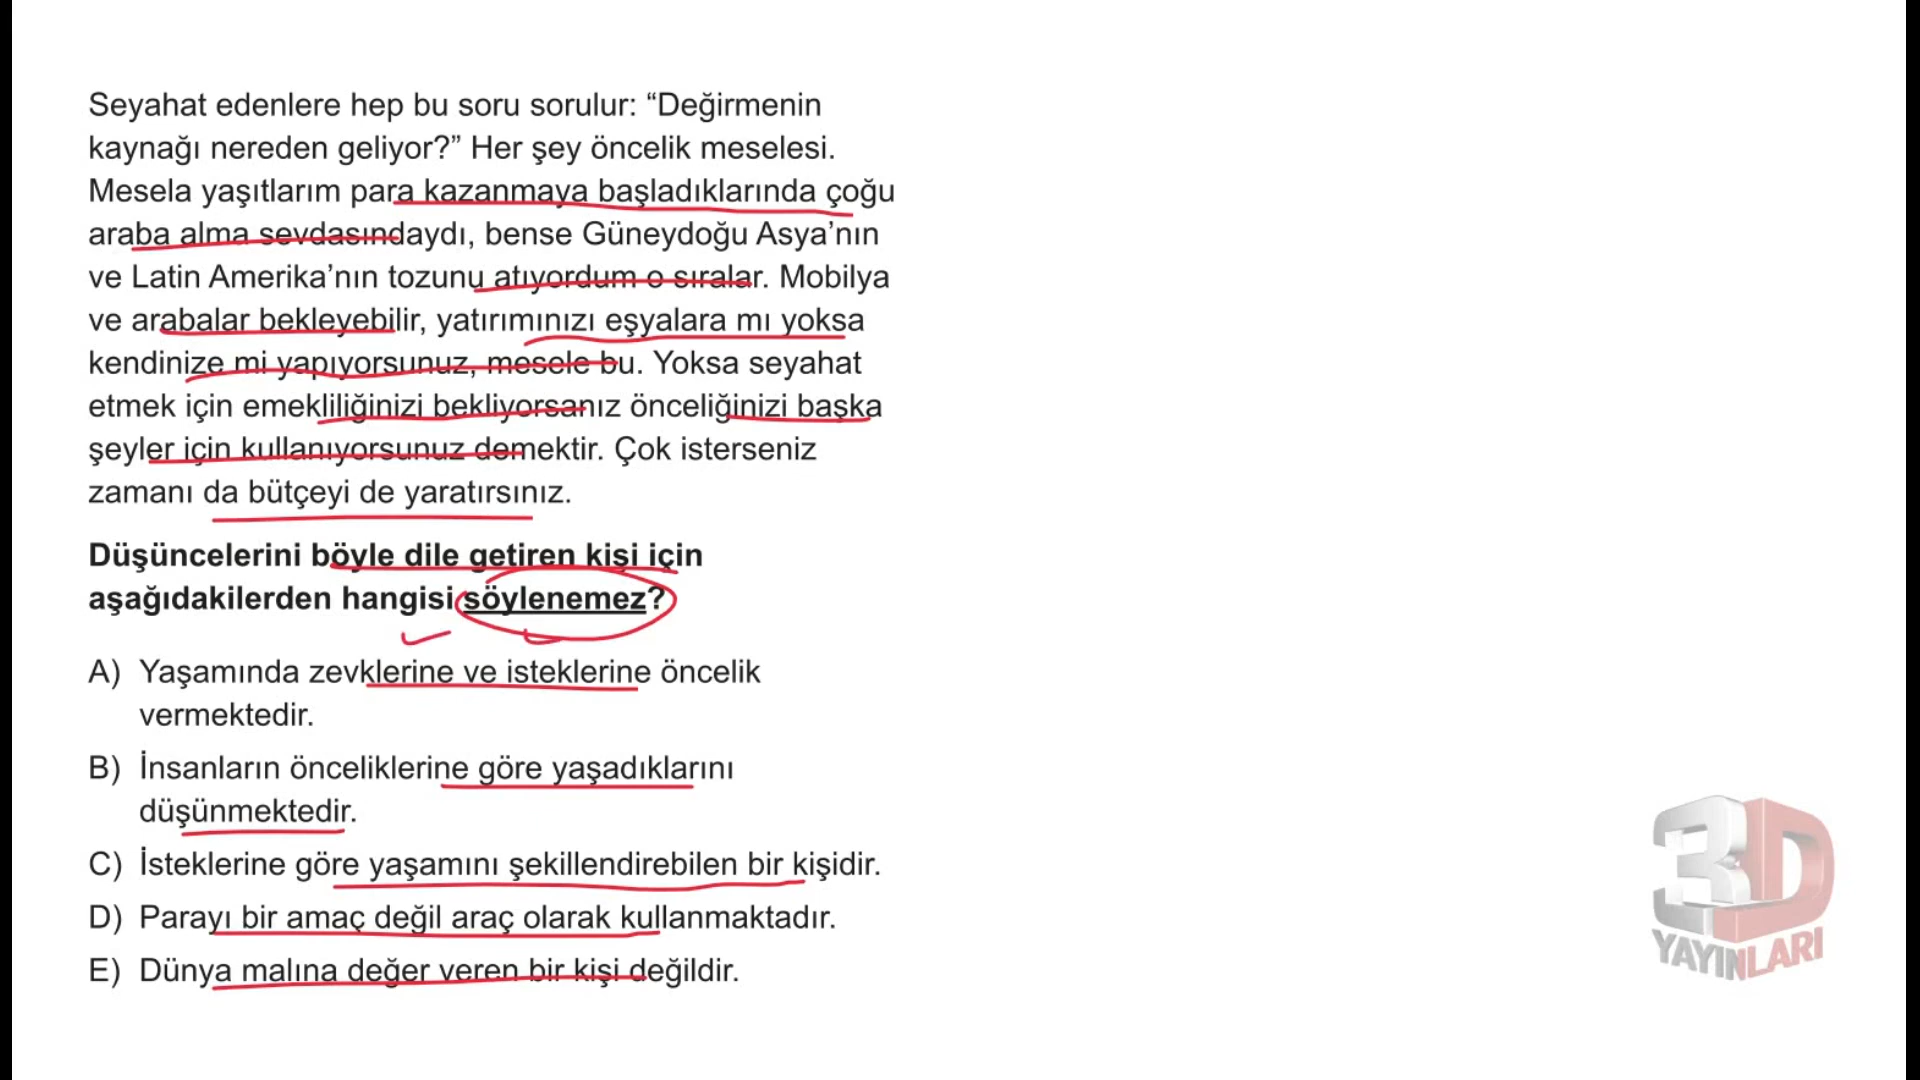 Seyahat edenlere hep bu soru sorulur: “Değirmenin
kaynağı nereden geliyor?” Her şey öncelik meselesi.
Mesela yaşıtlarım para kazanmaya başladıklarında çoğu
araba alma sevdasındaydı, bense Güneydoğu Asya’nın
ve Latin Amerika’nın tozunu atıyordum o sıralar. Mobilya
ve arabalar bekleyebilir, yatırımınızı eşyalara mı yoksa
kendinize mi yapıyorsunuz, mesele bu. Yoksa seyahat
etmek için emekliliğinizi bekliyorsanız önceliğinizi başka
şeyler için kullanıyorsunuz demektir. Çok isterseniz
zamanı da bütçeyi de yaratırsınız.
Düşüncelerini böyle dile getiren kişi için
aşağıdakilerden hangisi söylenemez?
A) Yaşamında zevklerine ve isteklerine öncelik
vermektedir.
B) İnsanların önceliklerine göre yaşadıklarını
düşünmektedir.
C) İsteklerine göre yaşamını şekillendirebilen bir kişidir.
D) Parayı bir amaç değil araç olarak kullanmaktadır.
E) Dünya malına değer veren bir kişi değildir.
3D
YAYINLARI